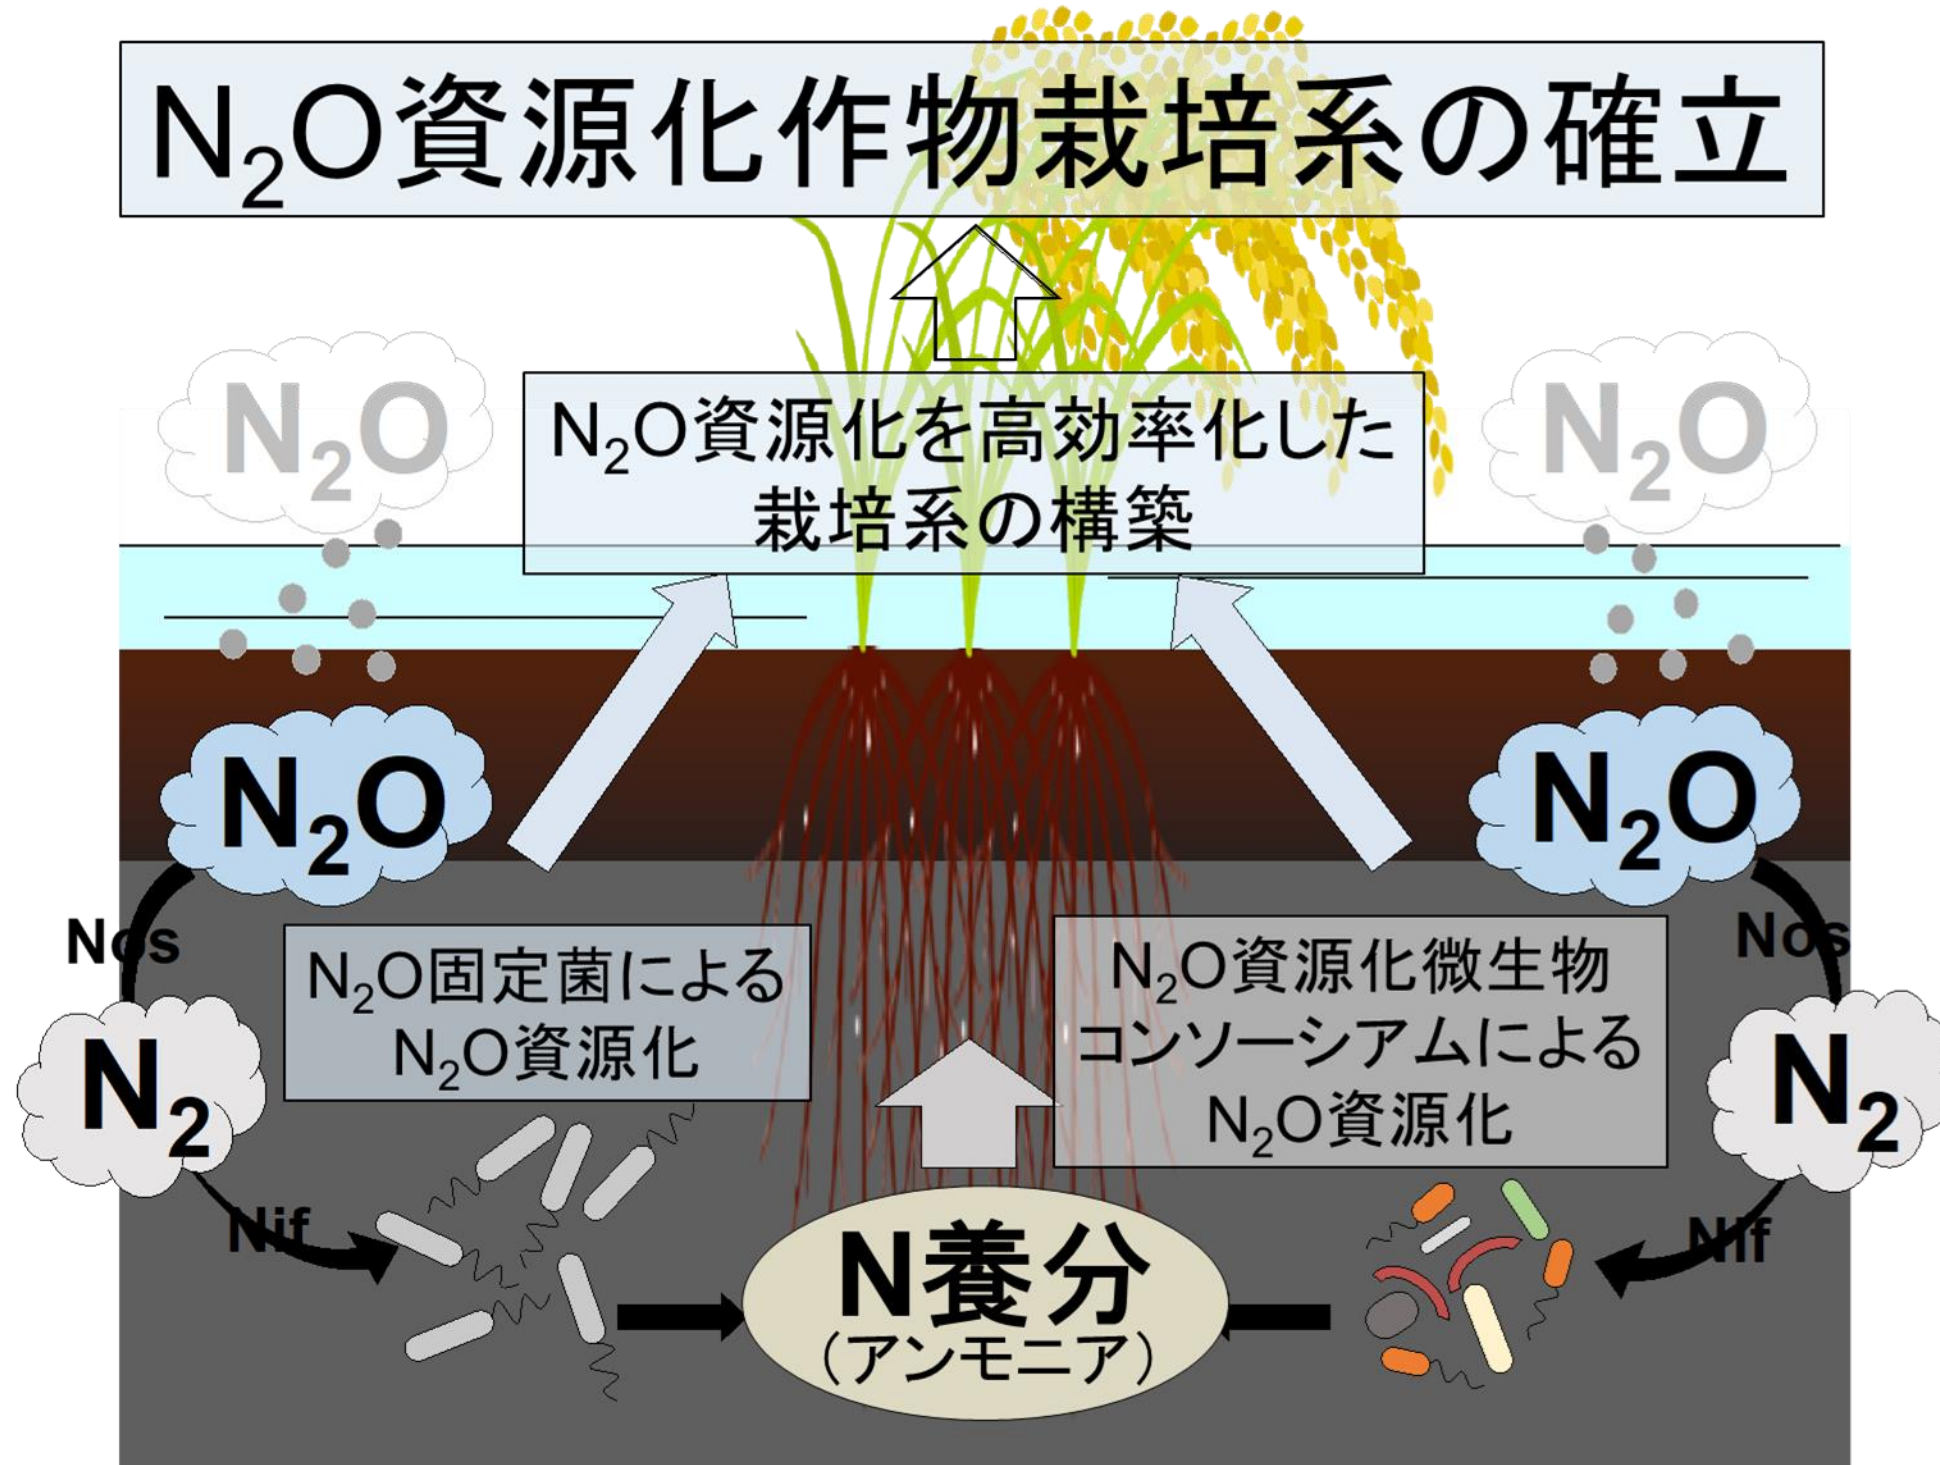 N₂O資源化作物栽培系の確立
N₂O
N₂O
N₂O資源化を高効率化した
栽培系の構築
N₂O
N₂O
Nos
Nos
N₂O固定菌による
N₂O資源化
N₂O資源化微生物
コンソーシアムによる
N₂O資源化
N₂
N₂
Nif
Nif
N養分
（アンモニア）